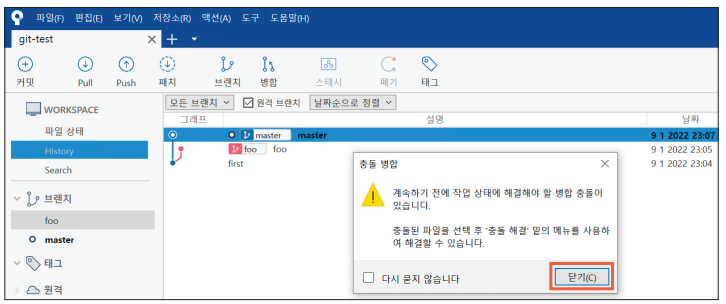 파일(F) 편집(E) 보기(V) 저장소(R) 액션(A) 도구 도움말(H)
git-test
커밋 Pull Push 패치 브랜치 병합 스태시 폐기 태그
WORKSPACE
파일 상태
History
Search
브랜치
foo
master
태그
원격
모든 브랜치 원격 브랜치 날짜순으로 정렬
그래프 설명 날짜
master master 9 1 2022 23:07
foo foo 9 1 2022 23:05
first 9 1 2022 23:04
충돌 병합
계속하기 전에 작업 상태에 해결해야 할 병합 충돌이
있습니다.
충돌된 파일을 선택 후 '충돌 해결' 밑의 메뉴를 사용하
여 해결할 수 있습니다.
다시 묻지 않습니다
닫기(C)